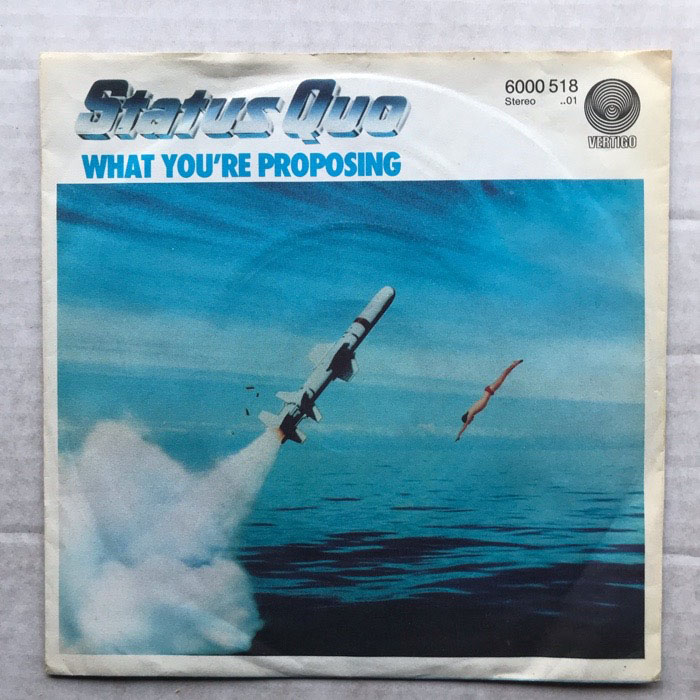 Status Quo
WHAT YOU'RE PROPOSING
6000 518
Stereo ..01
VERTIGO